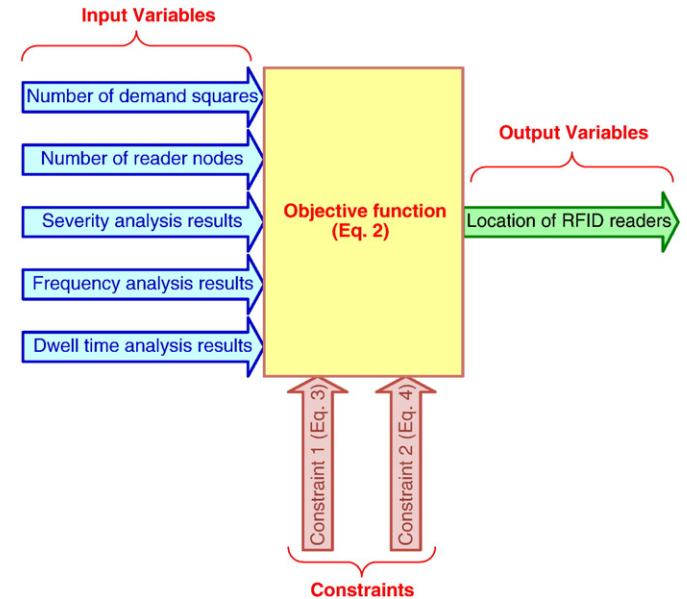 Input Variables
Number of demand squares
Number of reader nodes
Severity analysis results
Frequency analysis results
Dwell time analysis results
Objective function
(Eq. 2)
Output Variables
Location of RFID readers
Constraint 1 (Eq. 3)
Constraint 2 (Eq. 4)
Constraints